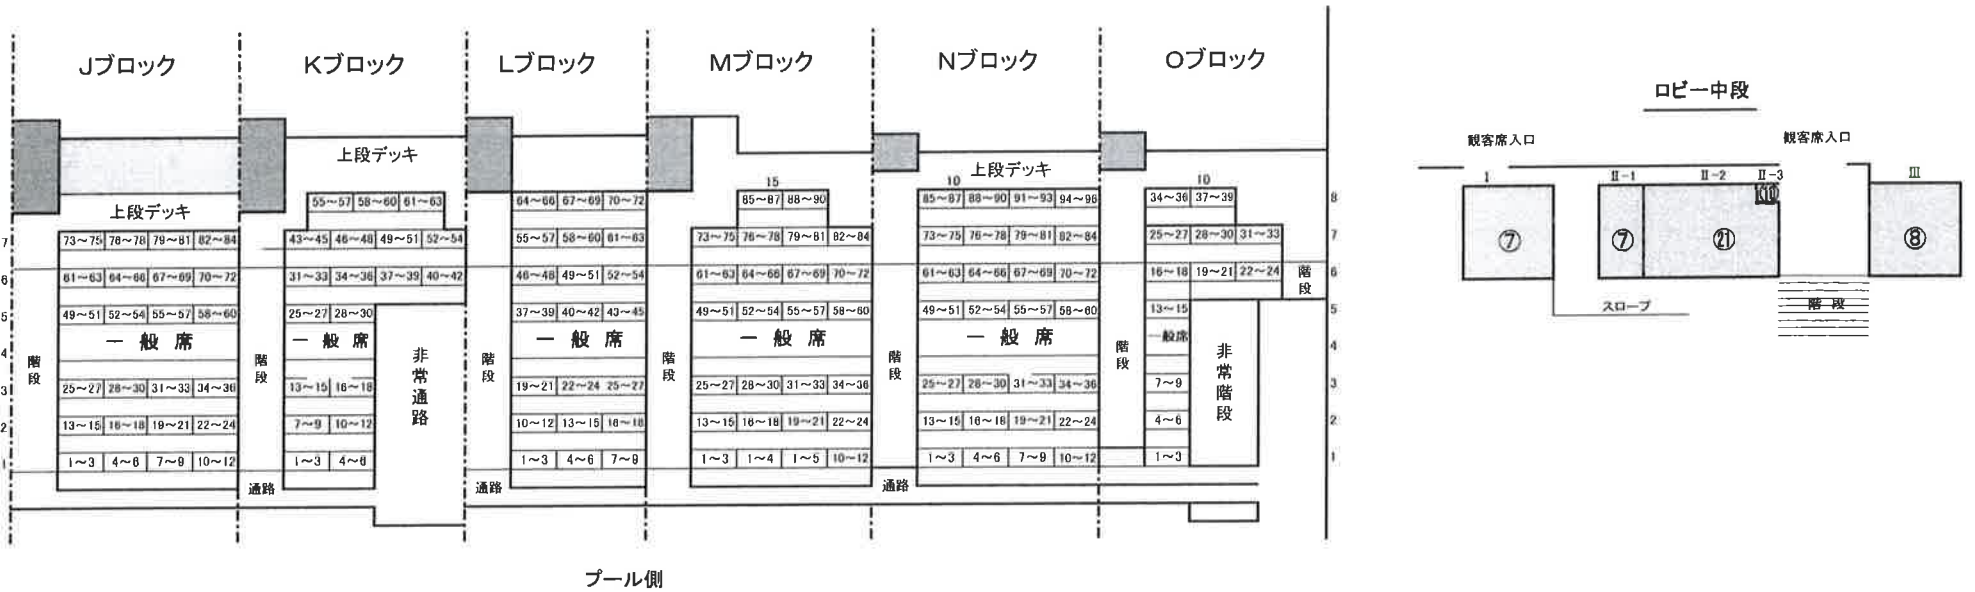 Jブロック Kブロック Lブロック Mブロック Nブロック Oブロック
上段デッキ
上段デッキ
上段デッキ
15 10 10
55～57 58～60 61～63 64～66 67～69 70～72 85～87 88～90 85～87 88～90 91～93 94～96 34～36 37～39 8
7 73～75 76～78 79～81 82～84 43～45 46～48 49～51 52～54 55～57 58～60 61～63 73～75 76～78 79～81 82～84 73～75 76～78 79～81 82～84 25～27 28～30 31～33 7
6 61～63 64～66 67～69 70～72 31～33 34～36 37～39 40～42 46～48 49～51 52～54 61～63 64～66 67～69 70～72 61～63 64～66 67～69 70～72 16～18 19～21 22～24 階段 6
5 49～51 52～54 55～57 58～60 25～27 28～30 37～39 40～42 43～45 49～51 52～54 55～57 58～60 49～51 52～54 55～57 58～60 13～15 5
4 一般席 一般席 一般席 一般席 一般席 一般席 4
階段 階段 非常通路 階段 階段 階段 非常階段
3 25～27 28～30 31～33 34～36 13～15 16～18 19～21 22～24 25～27 25～27 28～30 31～33 34～36 25～27 28～30 31～33 34～36 7～9 3
2 13～15 16～18 19～21 22～24 7～9 10～12 10～12 13～15 16～18 13～15 16～18 19～21 22～24 13～15 16～18 19～21 22～24 4～6 2
1 1～3 4～6 7～9 10～12 1～3 4～6 1～3 4～6 7～9 1～3 1～4 1～5 10～12 1～3 4～6 7～9 10～12 1～3 1
通路 通路 通路
プール側
ロビー中段
観客席入口 観客席入口
I II-1 II-2 II-3 III
⑦ ⑦ ㉑ ⑧
スロープ
階段